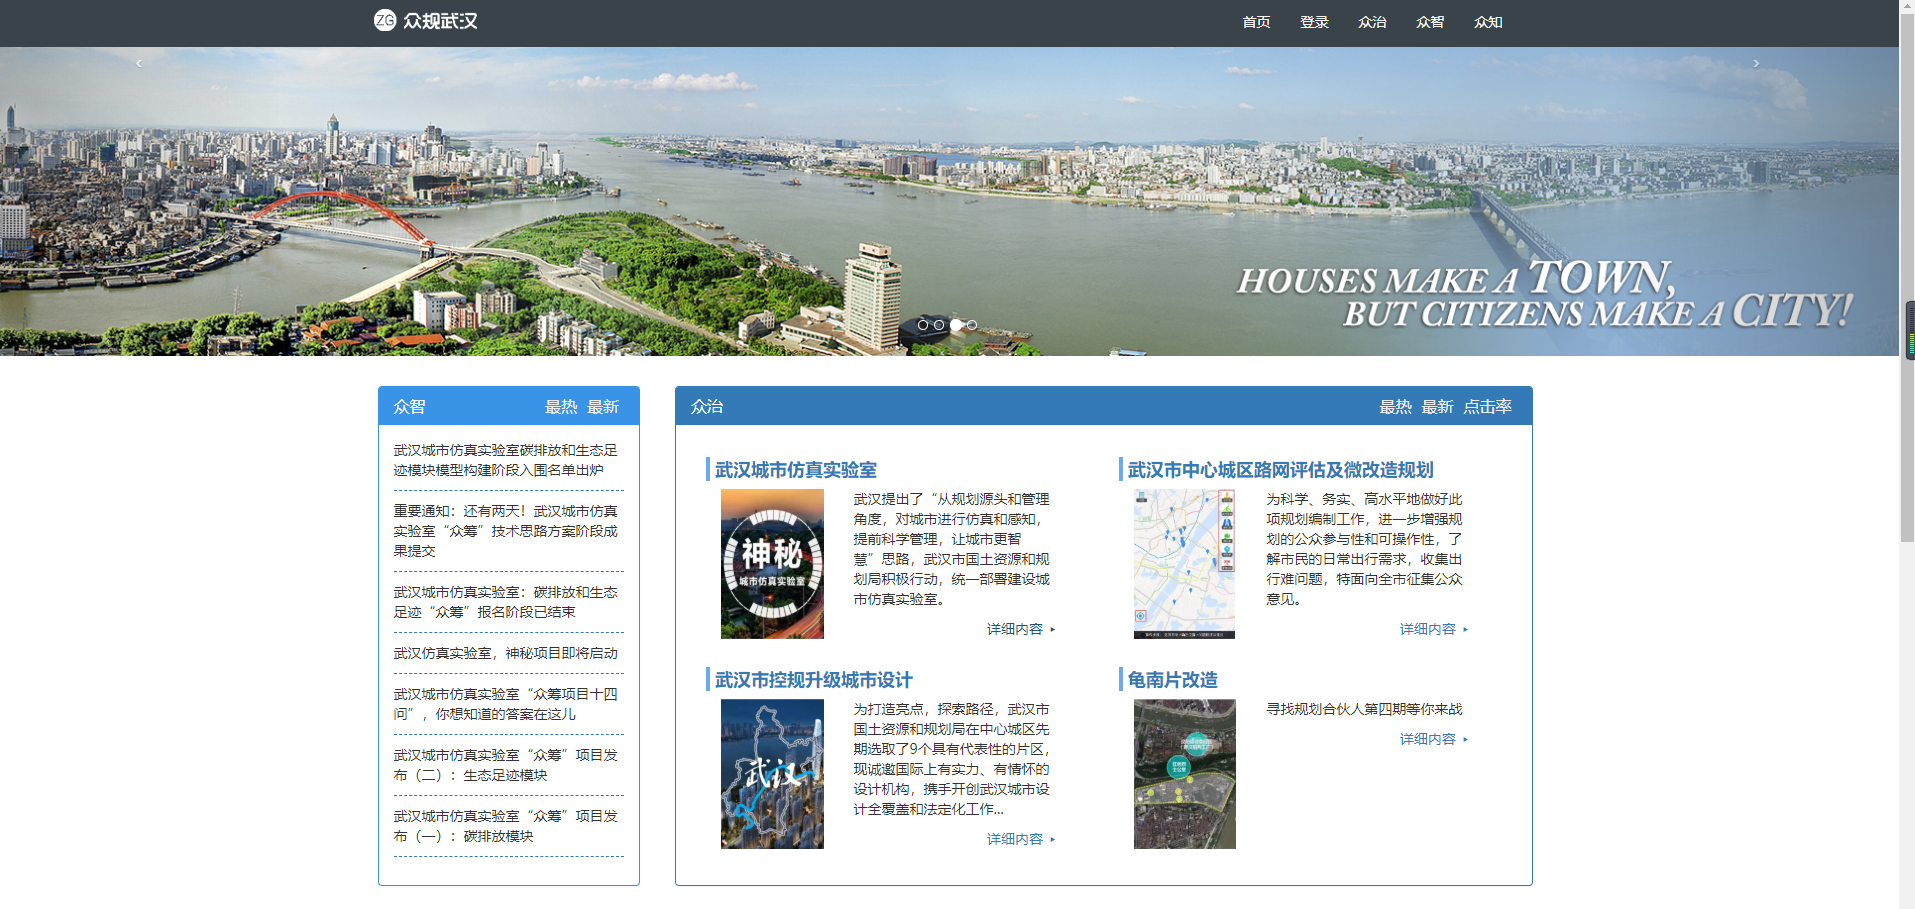 ZG 众规武汉
首页 登录 众治 众智 众知
HOUSES MAKE A TOWN,
BUT CITIZENS MAKE A CITY!
众智 最热 最新
武汉城市仿真实验室碳排放和生态足
迹模块模型构建阶段入围名单出炉
重要通知：还有两天！武汉城市仿真
实验室“众筹”技术思路方案阶段成
果提交
武汉城市仿真实验室：碳排放和生态
足迹“众筹”报名阶段已结束
武汉仿真实验室，神秘项目即将启动
武汉城市仿真实验室“众筹项目十四
问”，你想知道的答案在这儿
武汉城市仿真实验室“众筹”项目发
布（二）：生态足迹模块
武汉城市仿真实验室“众筹”项目发
布（一）：碳排放模块
众治 最热 最新 点击率
武汉城市仿真实验室
神秘
城市仿真实验室
武汉提出了“从规划源头和管理
角度，对城市进行仿真和感知，
提前科学管理，让城市更智
慧”思路，武汉市国土资源和规
划局积极行动，统一部署建设城
市仿真实验室。
详细内容
武汉市中心城区路网评估及微改造规划
为科学、务实、高水平地做好此
项规划编制工作，进一步增强规
划的公众参与性和可操作性，了
解市民的日常出行需求，收集出
行难问题，特面向全市征集公众
意见。
详细内容
武汉市控规升级城市设计
武汉
为打造亮点，探索路径，武汉市
国土资源和规划局在中心城区先
期选取了9个具有代表性的片区，
现诚邀国际上有实力、有情怀的
设计机构，携手开创武汉城市设
计全覆盖和法定化工作...
详细内容
龟南片改造
寻找规划合伙人第四期等你来战
详细内容